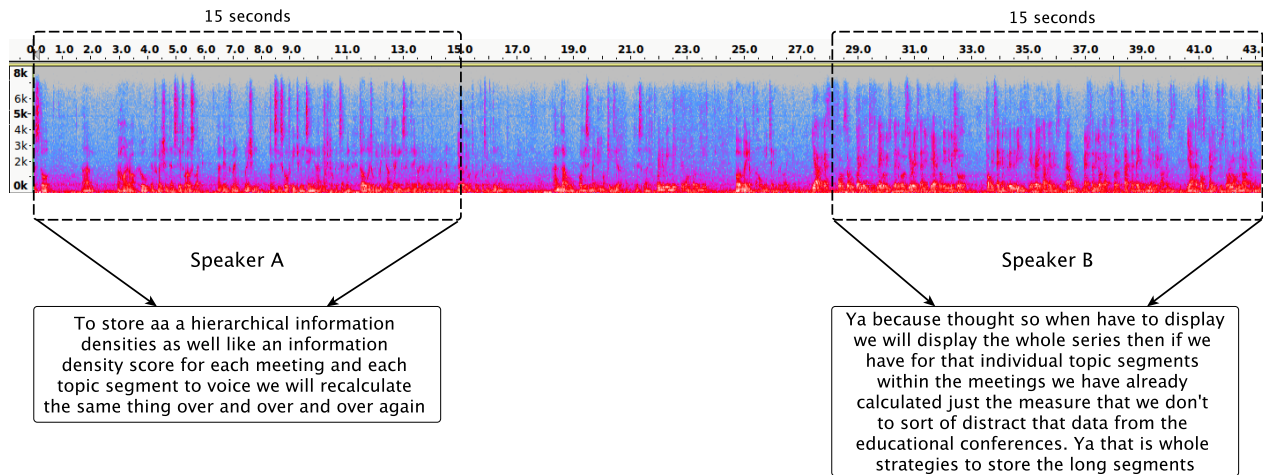 15 seconds
15 seconds
0.0 1.0 2.0 3.0 4.0 5.0 6.0 7.0 8.0 9.0 11.0 13.0 15.0 17.0 19.0 21.0 23.0 25.0 27.0 29.0 31.0 33.0 35.0 37.0 39.0 41.0 43.
8k
6k
5k
4k
3k
2k
0k
Speaker A
Speaker B
To store aa a hierarchical information
densities as well like an information
density score for each meeting and each
topic segment to voice we will recalculate
the same thing over and over and over again
Ya because thought so when have to display
we will display the whole series then if we
have for that individual topic segments
within the meetings we have already
calculated just the measure that we don't
to sort of distract that data from the
educational conferences. Ya that is whole
strategies to store the long segments